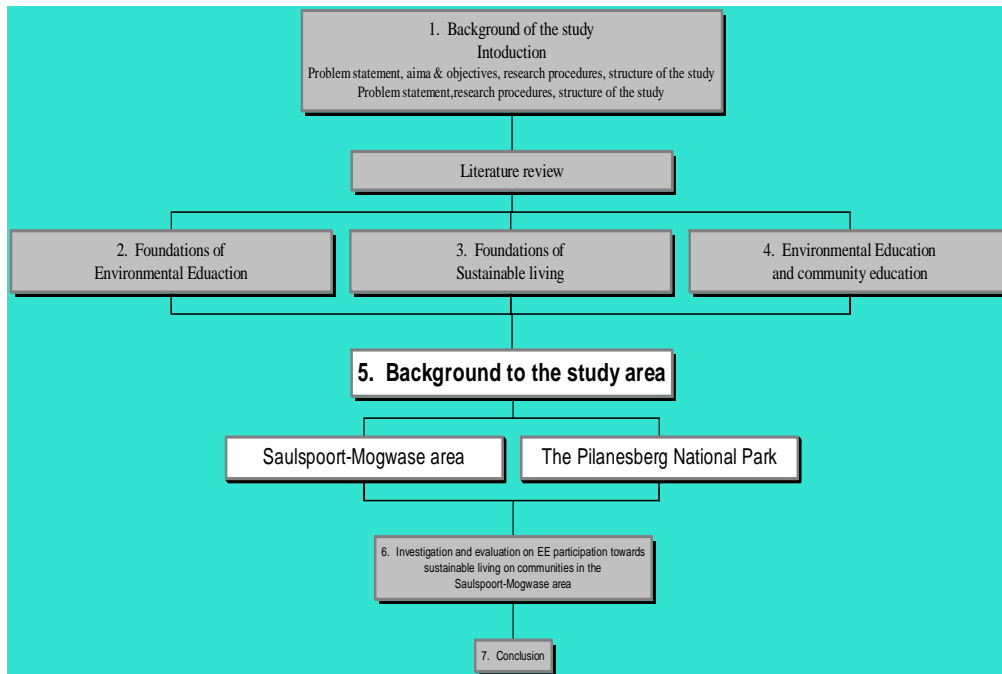 1. Background of the study
Intoduction
Problem statement, aima & objectives, research procedures, structure of the study
Problem statement,research procedures, structure of the study
Literature review
2. Foundations of
Environmental Eduaction
3. Foundations of
Sustainable living
4. Environmental Education
and community education
5. Background to the study area
Saulspoort-Mogwase area
The Pilanesberg National Park
6. Investigation and evaluation on EE participation towards
sustainable living on communities in the
Saulspoort-Mogwase area
7. Conclusion